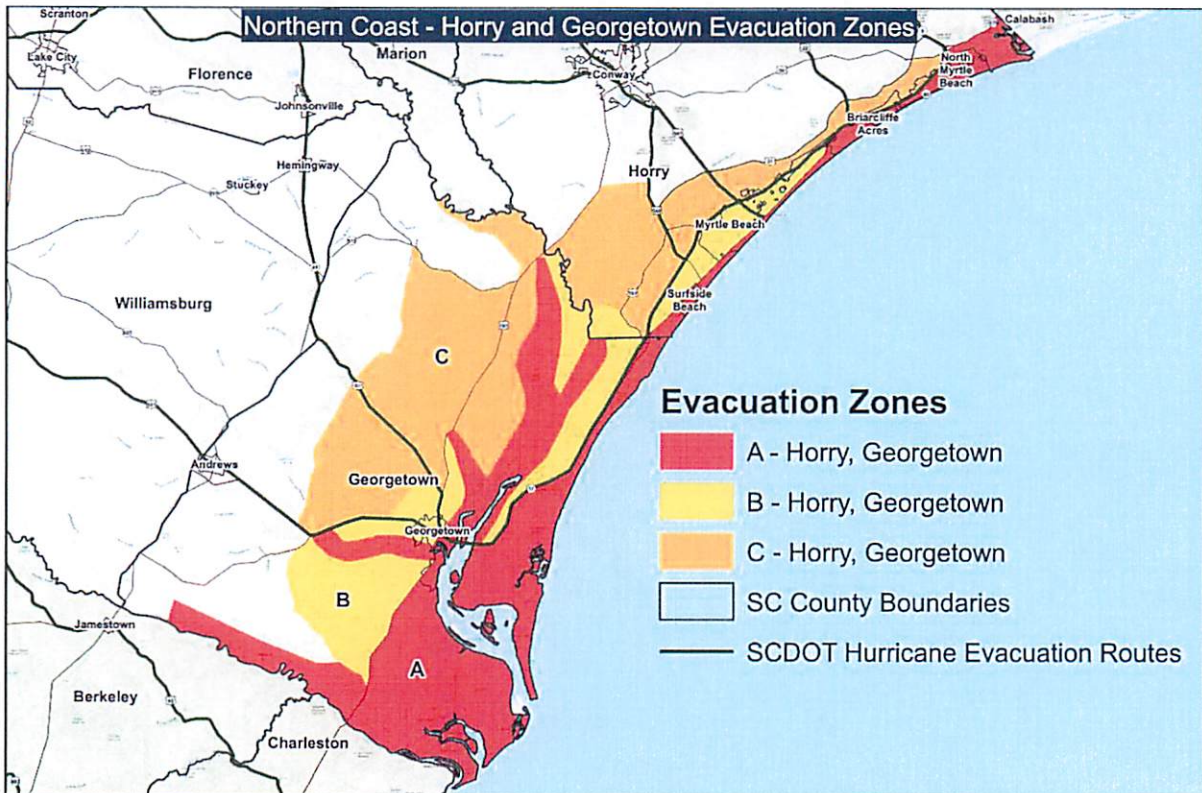 Northern Coast - Horry and Georgetown Evacuation Zones
Scranton
Lake City
Florence
Marion
Conway
Calabash
North
Myrtle
Beach
Johnsonville
Briarcliffe
Acres
Hemingway
Stuckey
Horry
Myrtle Beach
Williamsburg
Surfside
Beach
C
Evacuation Zones
A - Horry, Georgetown
Andrews
Georgetown
B - Horry, Georgetown
Georgetown
C - Horry, Georgetown
B
SC County Boundaries
Jamestown
SCDOT Hurricane Evacuation Routes
A
Berkeley
Charleston